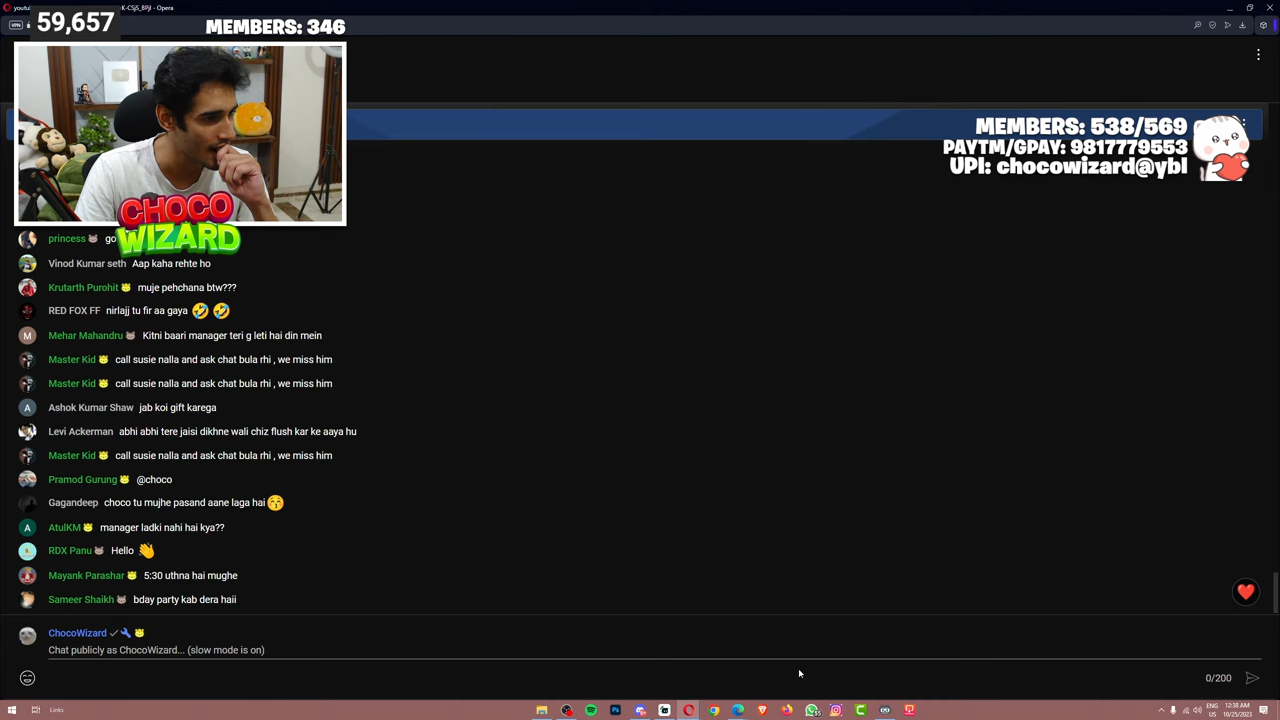 youtu
K-CSjS_8PjI - Opera
VPN
59,657
MEMBERS: 346
MEMBERS: 538/569
PAYTM/GPAY: 9817779553
UPI: chocowizard@ybl
CHOCO
WIZARD
princess go
Vinod Kumar seth Aap kaha rehte ho
Krutarth Purohit muje pehchana btw???
RED FOX FF nirlajj tu fir aa gaya 🤣 🤣
M Mehar Mahandru Kitni baari manager teri g leti hai din mein
Master Kid call susie nalla and ask chat bula rhi , we miss him
Master Kid call susie nalla and ask chat bula rhi , we miss him
A Ashok Kumar Shaw jab koi gift karega
Levi Ackerman abhi abhi tere jaisi dikhne wali chiz flush kar ke aaya hu
Master Kid call susie nalla and ask chat bula rhi , we miss him
Pramod Gurung @choco
Gagandeep choco tu mujhe pasand aane laga hai 😚
A AtulKM manager ladki nahi hai kya??
RDX Panu Hello 👋
Mayank Parashar 5:30 uthna hai mughe
Sameer Shaikh bday party kab dera haii
ChocoWizard
Chat publicly as ChocoWizard... (slow mode is on)
0/200
Links
ENG
US
12:38 AM
10/25/2023